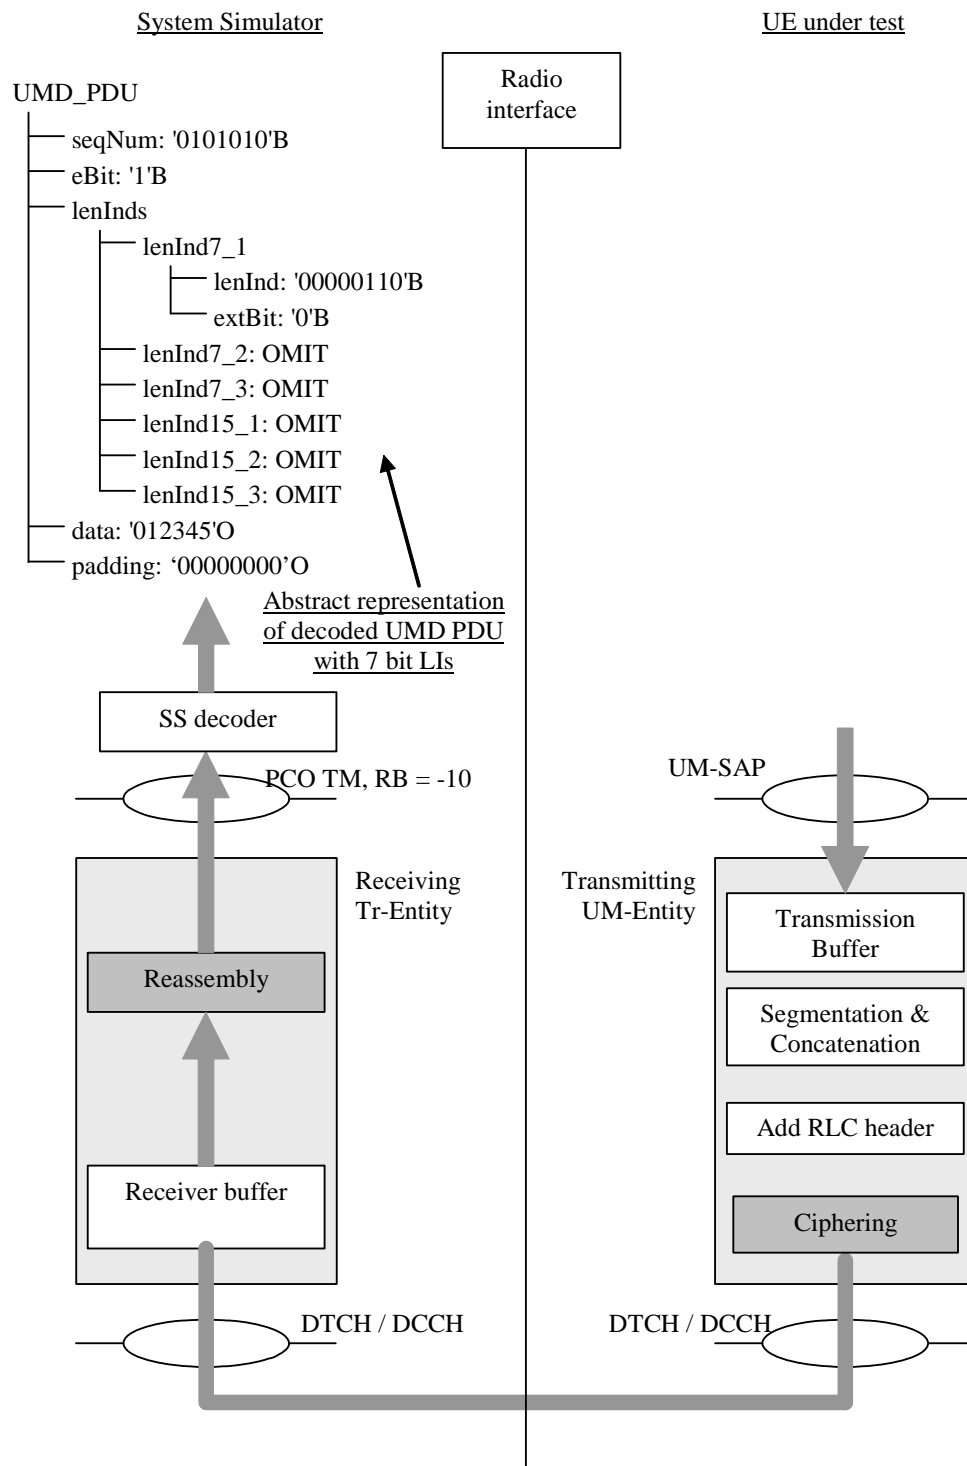 System Simulator
UE under test
Radio
interface
UMD_PDU
seqNum: '0101010'B
eBit: '1'B
lenInds
lenInd7_1
lenInd: '00000110'B
extBit: '0'B
lenInd7_2: OMIT
lenInd7_3: OMIT
lenInd15_1: OMIT
lenInd15_2: OMIT
lenInd15_3: OMIT
data: '012345'O
padding: ‘00000000’O
Abstract representation
of decoded UMD PDU
with 7 bit LIs
SS decoder
PCO TM, RB = -10
UM-SAP
Receiving
Tr-Entity
Transmitting
UM-Entity
Transmission
Buffer
Reassembly
Segmentation &
Concatenation
Add RLC header
Receiver buffer
Ciphering
DTCH / DCCH
DTCH / DCCH